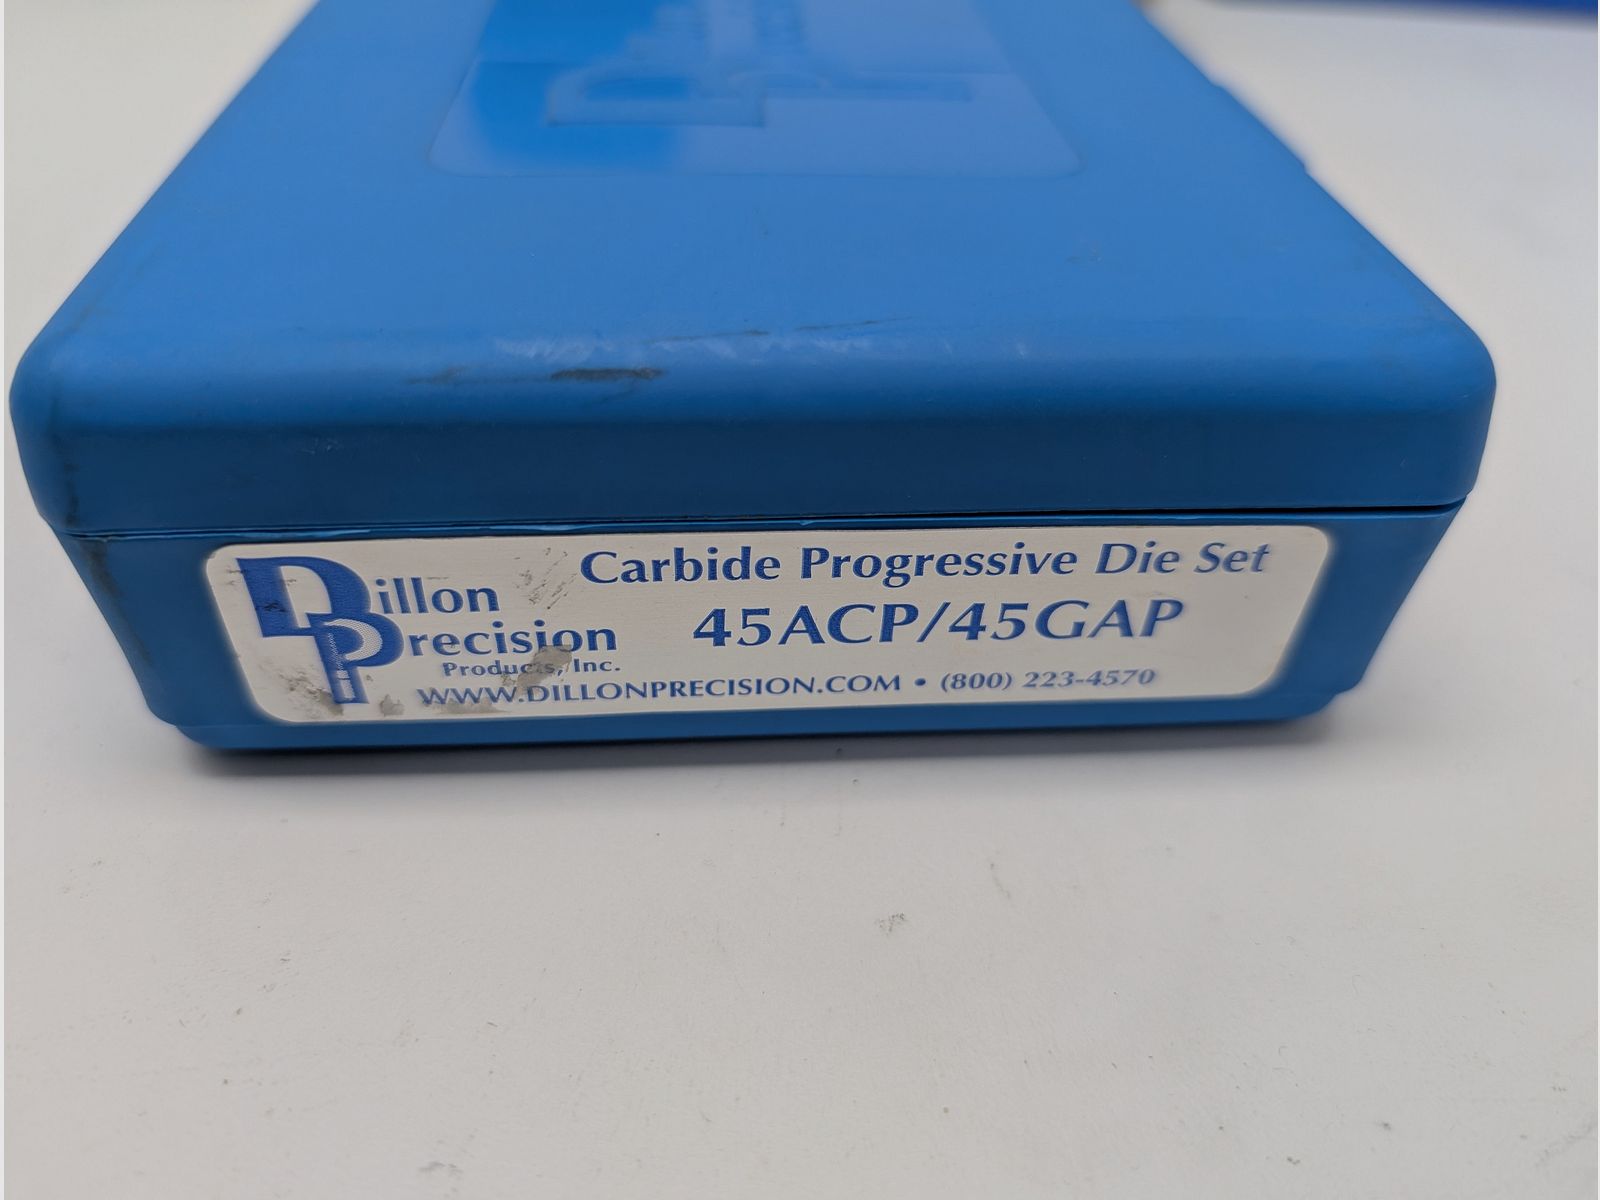 Dillon
Precision
Products, Inc.
Carbide Progressive Die Set
45ACP/45GAP
WWW.DILLONPRECISION.COM • (800) 223-4570